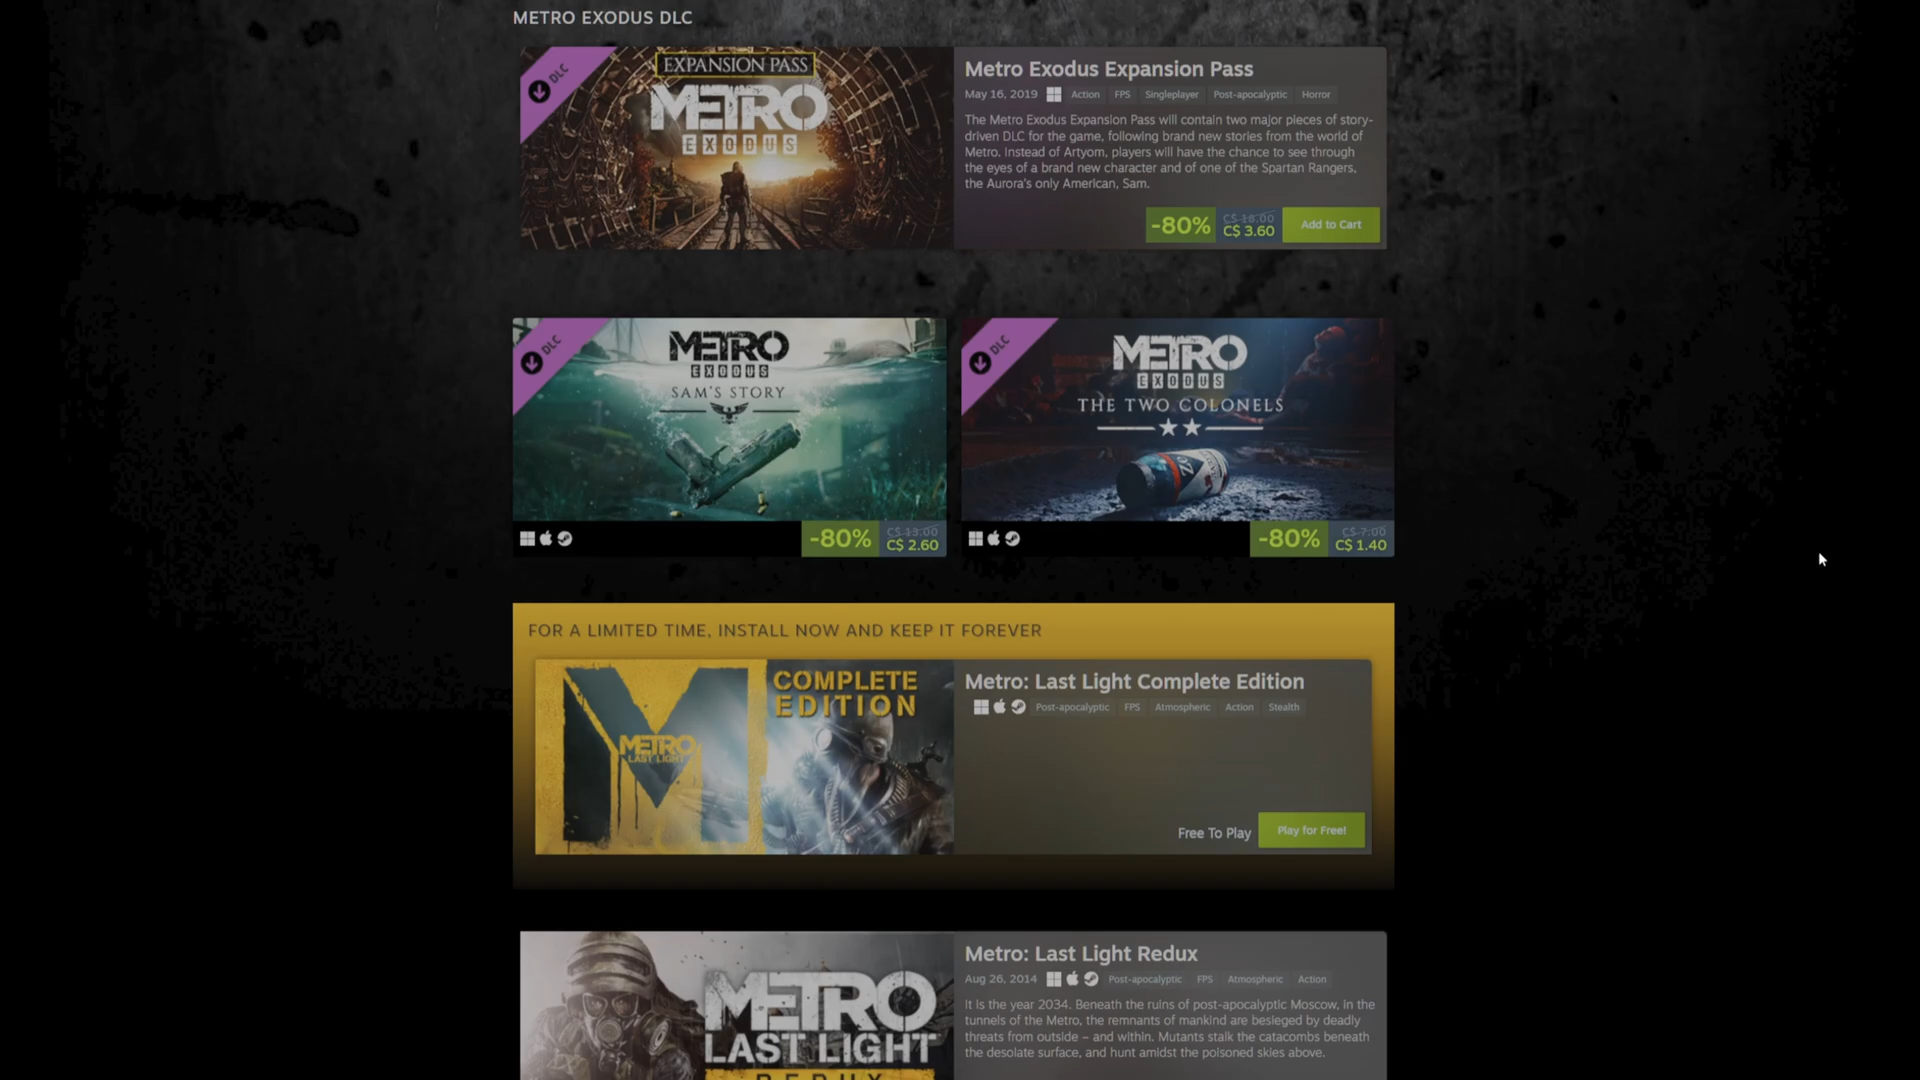 METRO EXODUS DLC
DLC
EXPANSION PASS
METRO
EXODUS
Metro Exodus Expansion Pass
May 16, 2019 Action FPS Singleplayer Post-apocalyptic Horror
The Metro Exodus Expansion Pass will contain two major pieces of story-
driven DLC for the game, following brand new stories from the world of
Metro. Instead of Artyom, players will have the chance to see through
the eyes of a brand new character and of one of the Spartan Rangers,
the Aurora's only American, Sam.
-80% C$ 18.00 C$ 3.60 Add to Cart
DLC
METRO
EXODUS
SAM'S STORY
-80% C$ 13.00 C$ 2.60
DLC
METRO
EXODUS
THE TWO COLONELS
-80% C$ 7.00 C$ 1.40
FOR A LIMITED TIME, INSTALL NOW AND KEEP IT FOREVER
METRO
LAST LIGHT
COMPLETE
EDITION
Metro: Last Light Complete Edition
Post-apocalyptic FPS Atmospheric Action Stealth
Free To Play Play for Free!
METRO
LAST LIGHT
REDUX
Metro: Last Light Redux
Aug 26, 2014 Post-apocalyptic FPS Atmospheric Action
It Is the year 2034. Beneath the ruins of post-apocalyptic Moscow, in the
tunnels of the Metro, the remnants of mankind are besieged by deadly
threats from outside – and within. Mutants stalk the catacombs beneath
the desolate surface, and hunt amidst the poisoned skies above.